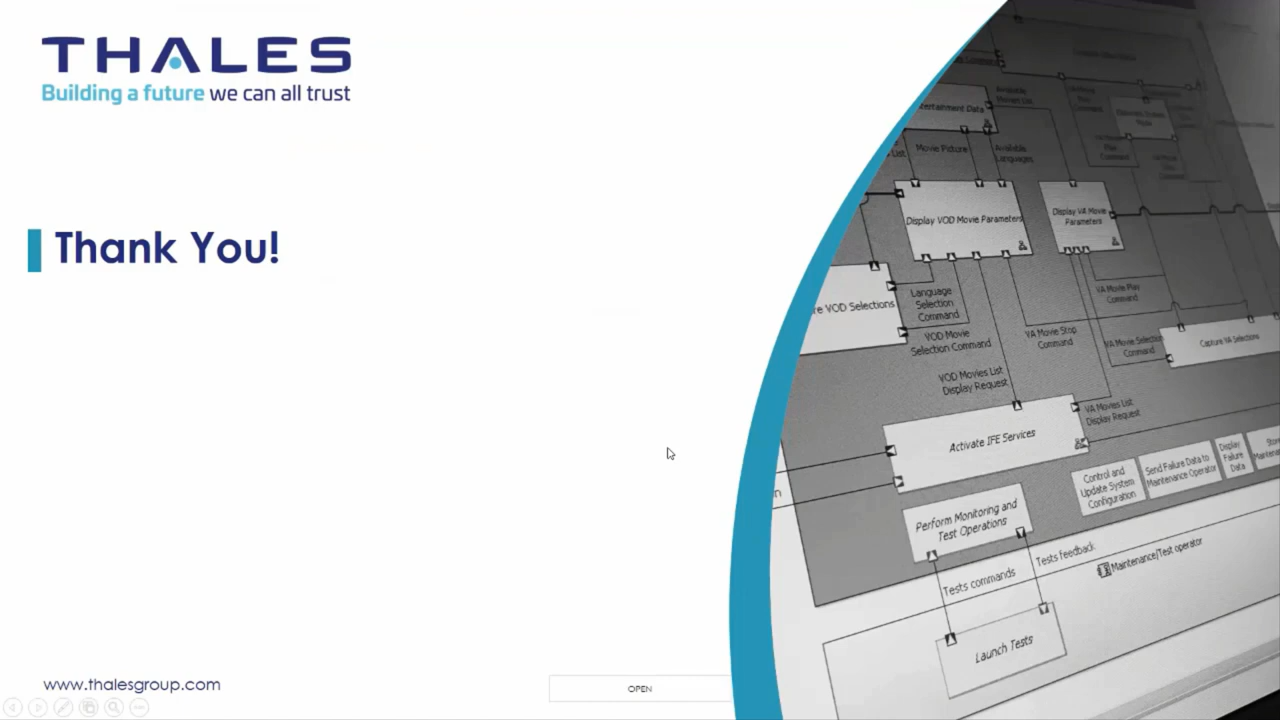 THALES
Building a future we can all trust
Thank You!
Movie Picture
Available
Languages
Display VOD Movie Parameters
Display VA Movie
Parameters
Language
Selection
Command
VOD Movie
Selection Command
VA Movie Play
Command
VA Movie Stop
Command
VA Movie Selection
Command
Capture VA Selections
VOD Movies List
Display Request
VA Movies List
Display Request
Activate IFE Services
Control and
Update System
Configuration
Send Failure Data to
Maintenance Operator
Display
Failure
Data
Perform Monitoring and
Test Operations
Tests feedback
Tests commands
Maintenance/Test operator
Launch Tests
www.thalesgroup.com
OPEN